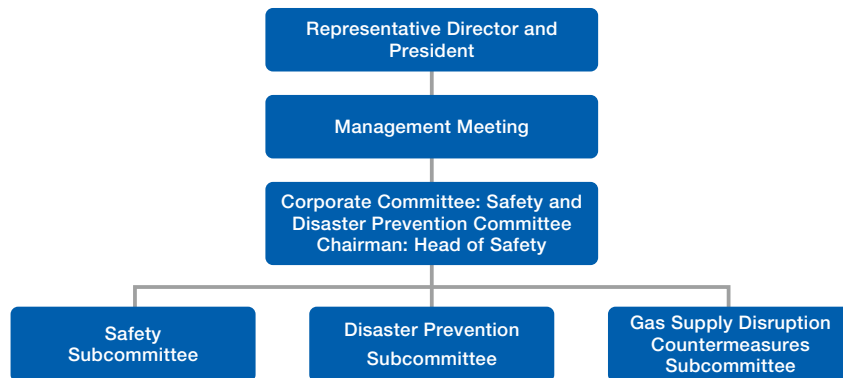 Representative Director and
President
Management Meeting
Corporate Committee: Safety and
Disaster Prevention Committee
Chairman: Head of Safety
Safety
Subcommittee
Disaster Prevention
Subcommittee
Gas Supply Disruption
Countermeasures
Subcommittee